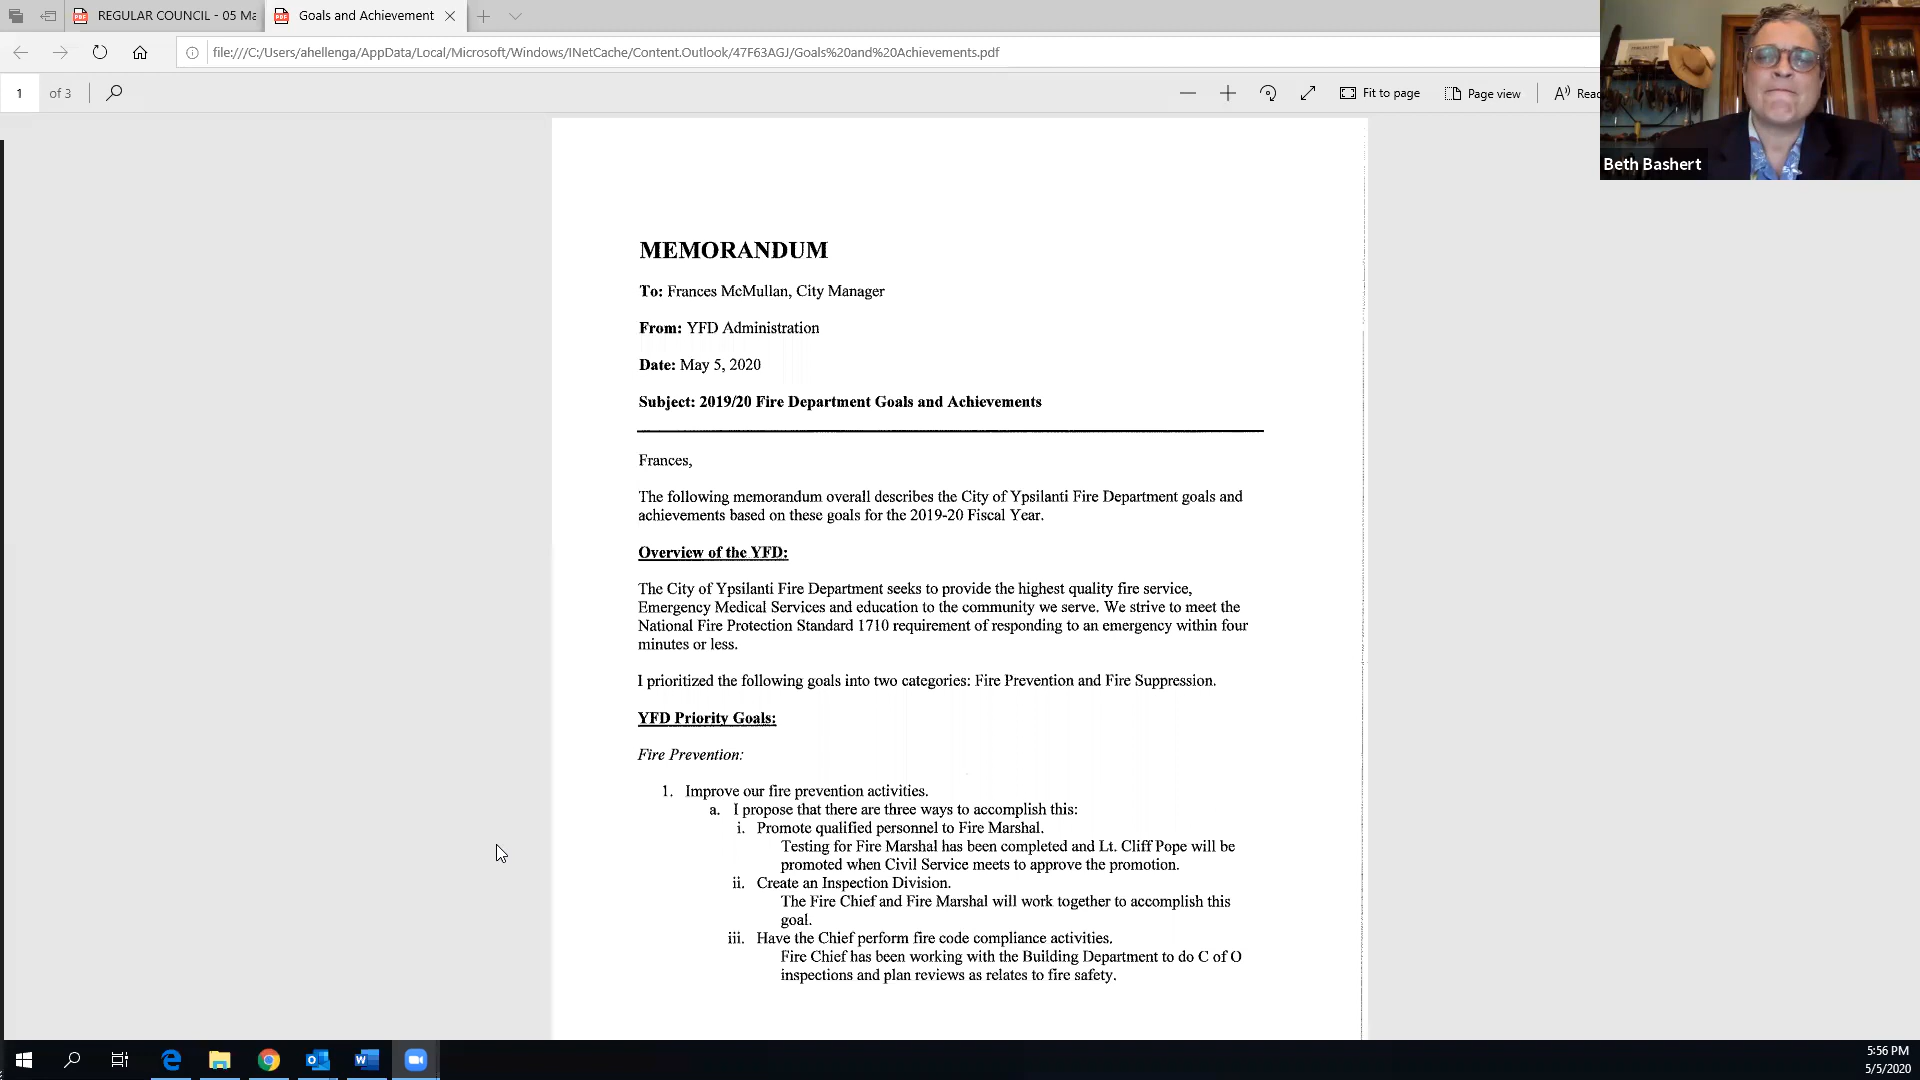 REGULAR COUNCIL - 05 Ma
Goals and Achievement
file:///C:/Users/ahellenga/AppData/Local/Microsoft/Windows/INetCache/Content.Outlook/47F63AGJ/Goals%20and%20Achievements.pdf
1 of 3
Fit to page
Page view
Read
Beth Bashert
MEMORANDUM
To: Frances McMullan, City Manager
From: YFD Administration
Date: May 5, 2020
Subject: 2019/20 Fire Department Goals and Achievements
Frances,
The following memorandum overall describes the City of Ypsilanti Fire Department goals and
achievements based on these goals for the 2019-20 Fiscal Year.
Overview of the YFD:
The City of Ypsilanti Fire Department seeks to provide the highest quality fire service,
Emergency Medical Services and education to the community we serve. We strive to meet the
National Fire Protection Standard 1710 requirement of responding to an emergency within four
minutes or less.
I prioritized the following goals into two categories: Fire Prevention and Fire Suppression.
YFD Priority Goals:
Fire Prevention:
1. Improve our fire prevention activities.
a. I propose that there are three ways to accomplish this:
i. Promote qualified personnel to Fire Marshal.
Testing for Fire Marshal has been completed and Lt. Cliff Pope will be
promoted when Civil Service meets to approve the promotion.
ii. Create an Inspection Division.
The Fire Chief and Fire Marshal will work together to accomplish this
goal.
iii. Have the Chief perform fire code compliance activities.
Fire Chief has been working with the Building Department to do C of O
inspections and plan reviews as relates to fire safety.
5:56 PM
5/5/2020